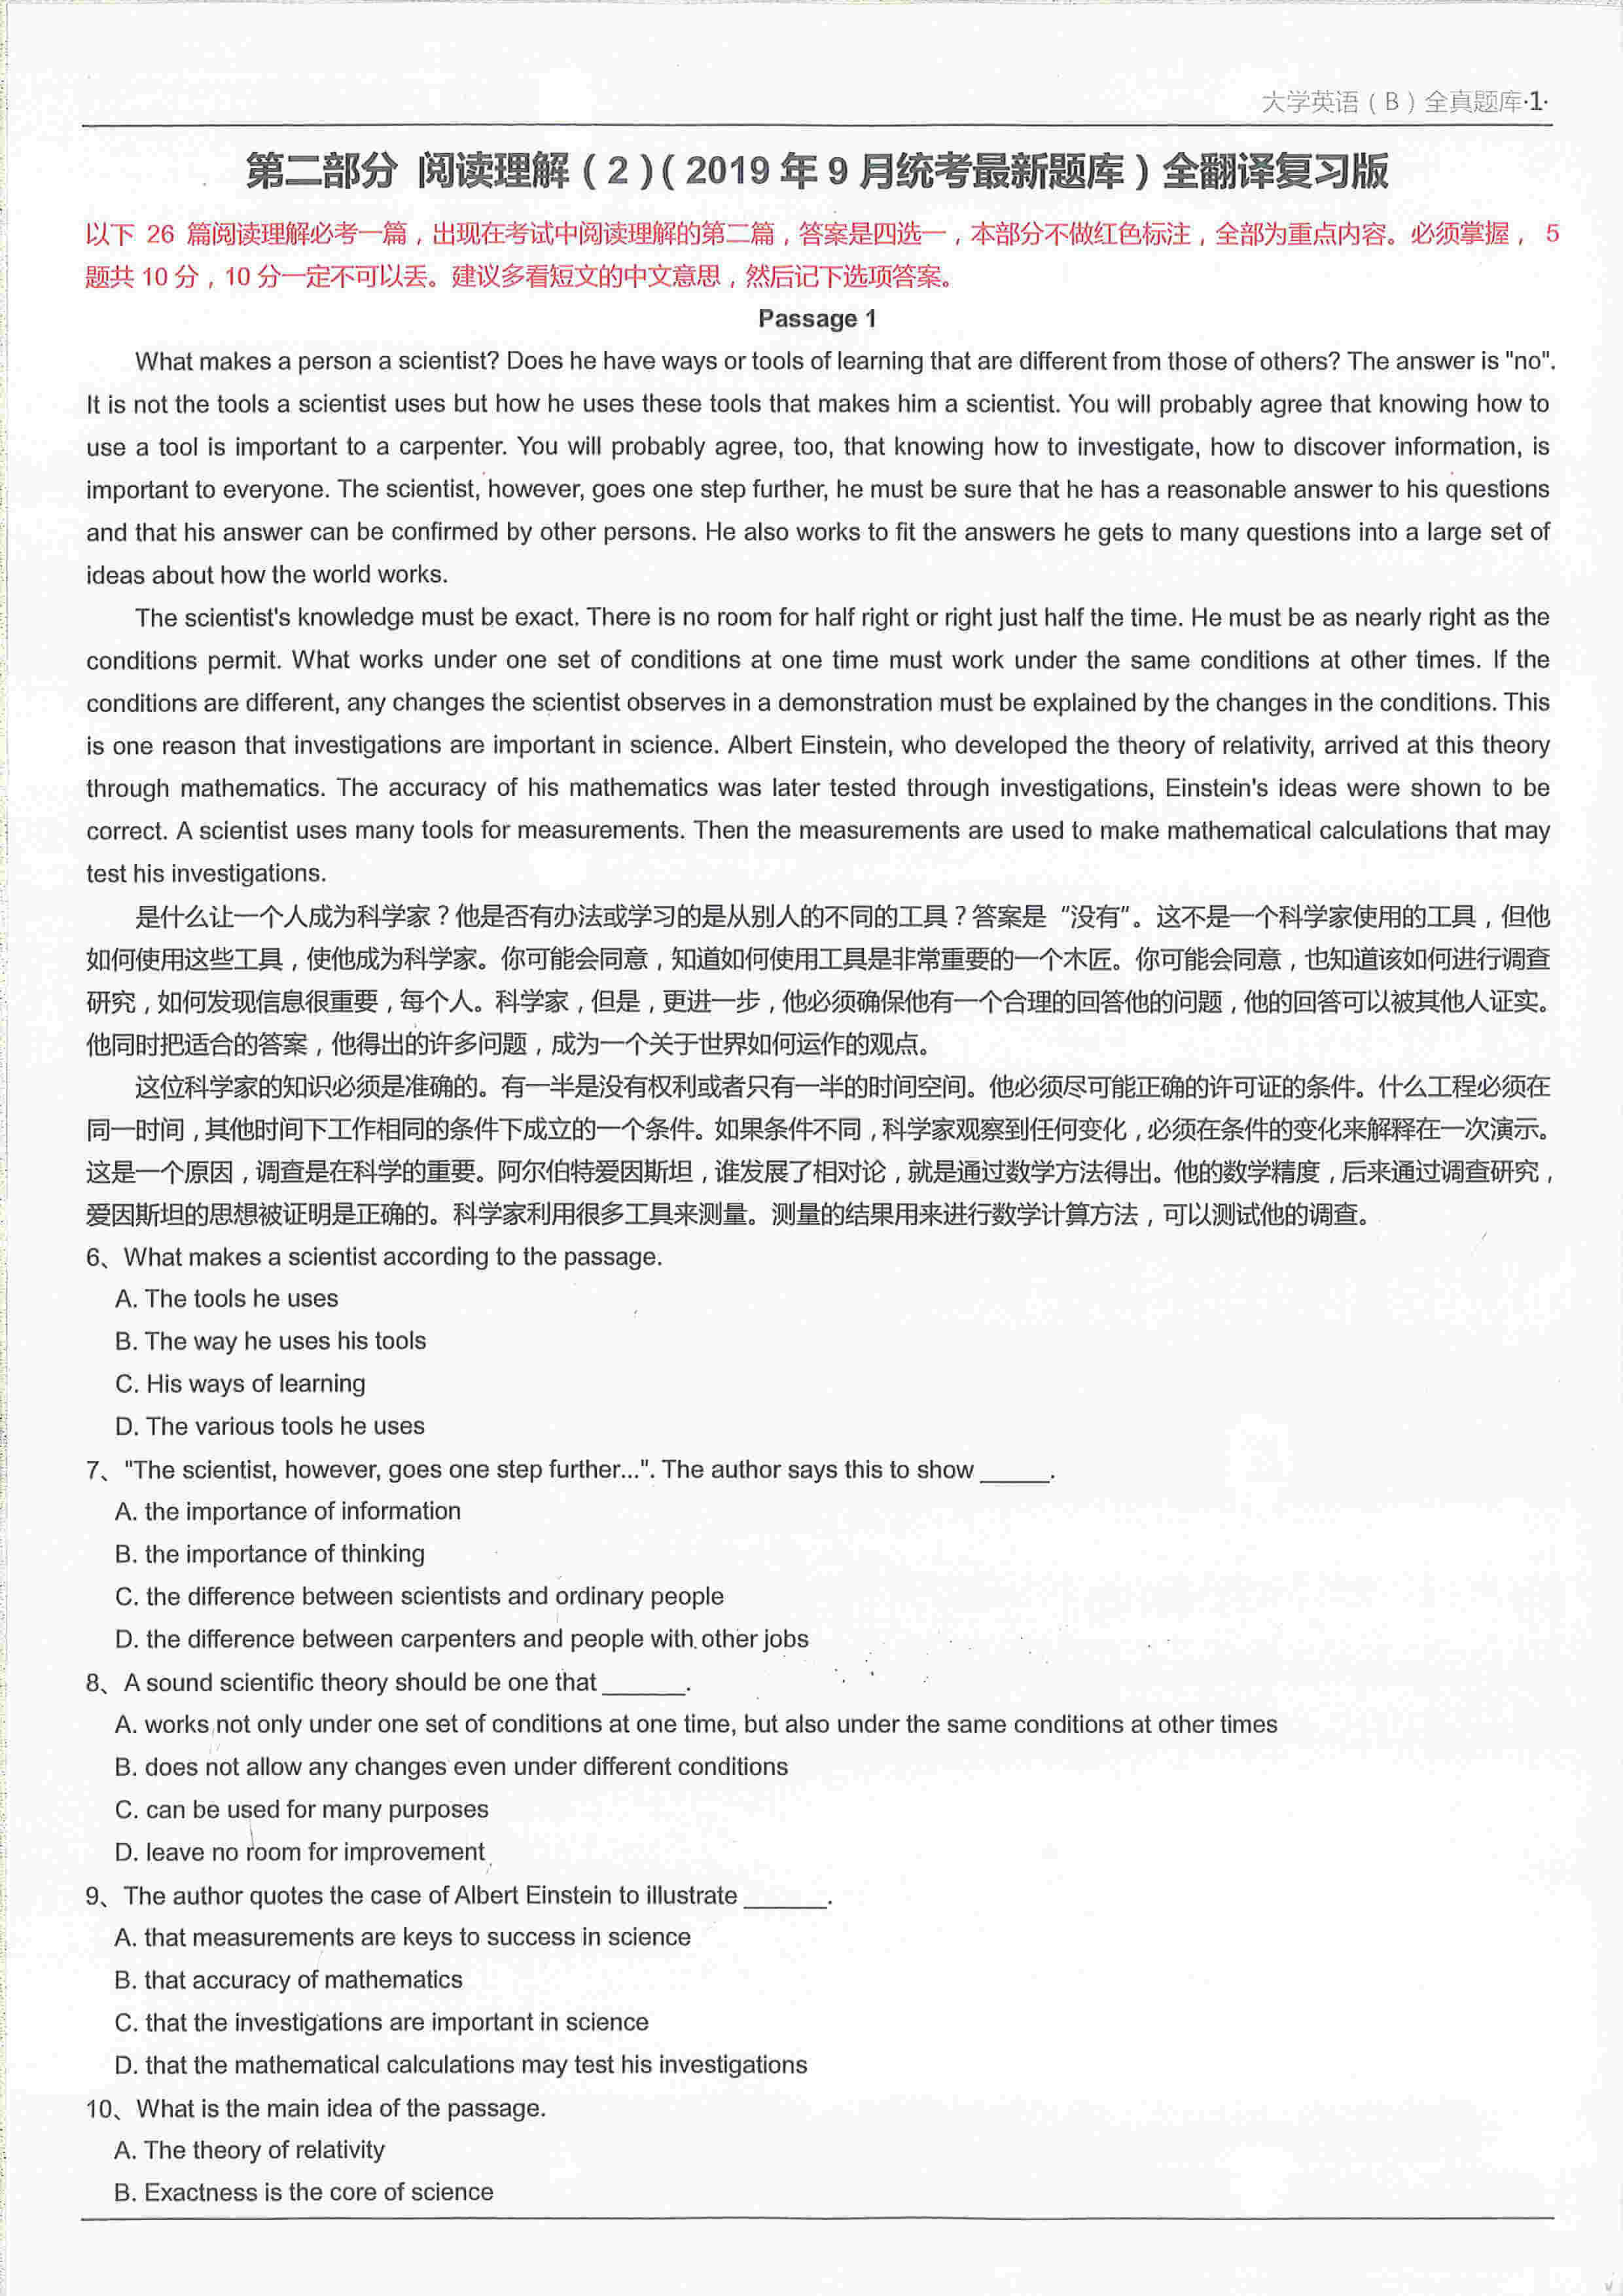 大学英语（B）全真题库·1·
第二部分 阅读理解（2）（2019年9月统考最新题库）全翻译复习版
以下 26 篇阅读理解必考一篇，出现在考试中阅读理解的第二篇，答案是四选一，本部分不做红色标注，全部为重点内容。必须掌握， 5
题共 10 分，10 分一定不可以丢。建议多看短文的中文意思，然后记下选项答案。
Passage 1
What makes a person a scientist? Does he have ways or tools of learning that are different from those of others? The answer is "no".
It is not the tools a scientist uses but how he uses these tools that makes him a scientist. You will probably agree that knowing how to
use a tool is important to a carpenter. You will probably agree, too, that knowing how to investigate, how to discover information, is
important to everyone. The scientist, however, goes one step further, he must be sure that he has a reasonable answer to his questions
and that his answer can be confirmed by other persons. He also works to fit the answers he gets to many questions into a large set of
ideas about how the world works.
The scientist's knowledge must be exact. There is no room for half right or right just half the time. He must be as nearly right as the
conditions permit. What works under one set of conditions at one time must work under the same conditions at other times. If the
conditions are different, any changes the scientist observes in a demonstration must be explained by the changes in the conditions. This
is one reason that investigations are important in science. Albert Einstein, who developed the theory of relativity, arrived at this theory
through mathematics. The accuracy of his mathematics was later tested through investigations, Einstein's ideas were shown to be
correct. A scientist uses many tools for measurements. Then the measurements are used to make mathematical calculations that may
test his investigations.
是什么让一个人成为科学家？他是否有办法或学习的是从别人的不同的工具？答案是“没有”。这不是一个科学家使用的工具，但他
如何使用这些工具，使他成为科学家。你可能会同意，知道如何使用工具是非常重要的一个木匠。你可能会同意，也知道该如何进行调查
研究，如何发现信息很重要，每个人。科学家，但是，更进一步，他必须确保他有一个合理的回答他的问题，他的回答可以被其他人证实。
他同时把适合的答案，他得出的许多问题，成为一个关于世界如何运作的观点。
这位科学家的知识必须是准确的。有一半是没有权利或者只有一半的时间空间。他必须尽可能正确的许可证的条件。什么工程必须在
同一时间，其他时间下工作相同的条件下成立的一个条件。如果条件不同，科学家观察到任何变化，必须在条件的变化来解释在一次演示。
这是一个原因，调查是在科学的重要。阿尔伯特爱因斯坦，谁发展了相对论，就是通过数学方法得出。他的数学精度，后来通过调查研究，
爱因斯坦的思想被证明是正确的。科学家利用很多工具来测量。测量的结果用来进行数学计算方法，可以测试他的调查。
6、What makes a scientist according to the passage.
A. The tools he uses
B. The way he uses his tools
C. His ways of learning
D. The various tools he uses
7、"The scientist, however, goes one step further...". The author says this to show _____.
A. the importance of information
B. the importance of thinking
C. the difference between scientists and ordinary people
D. the difference between carpenters and people with other jobs
8、A sound scientific theory should be one that ______.
A. works not only under one set of conditions at one time, but also under the same conditions at other times
B. does not allow any changes even under different conditions
C. can be used for many purposes
D. leave no room for improvement
9、The author quotes the case of Albert Einstein to illustrate ______.
A. that measurements are keys to success in science
B. that accuracy of mathematics
C. that the investigations are important in science
D. that the mathematical calculations may test his investigations
10、What is the main idea of the passage.
A. The theory of relativity
B. Exactness is the core of science